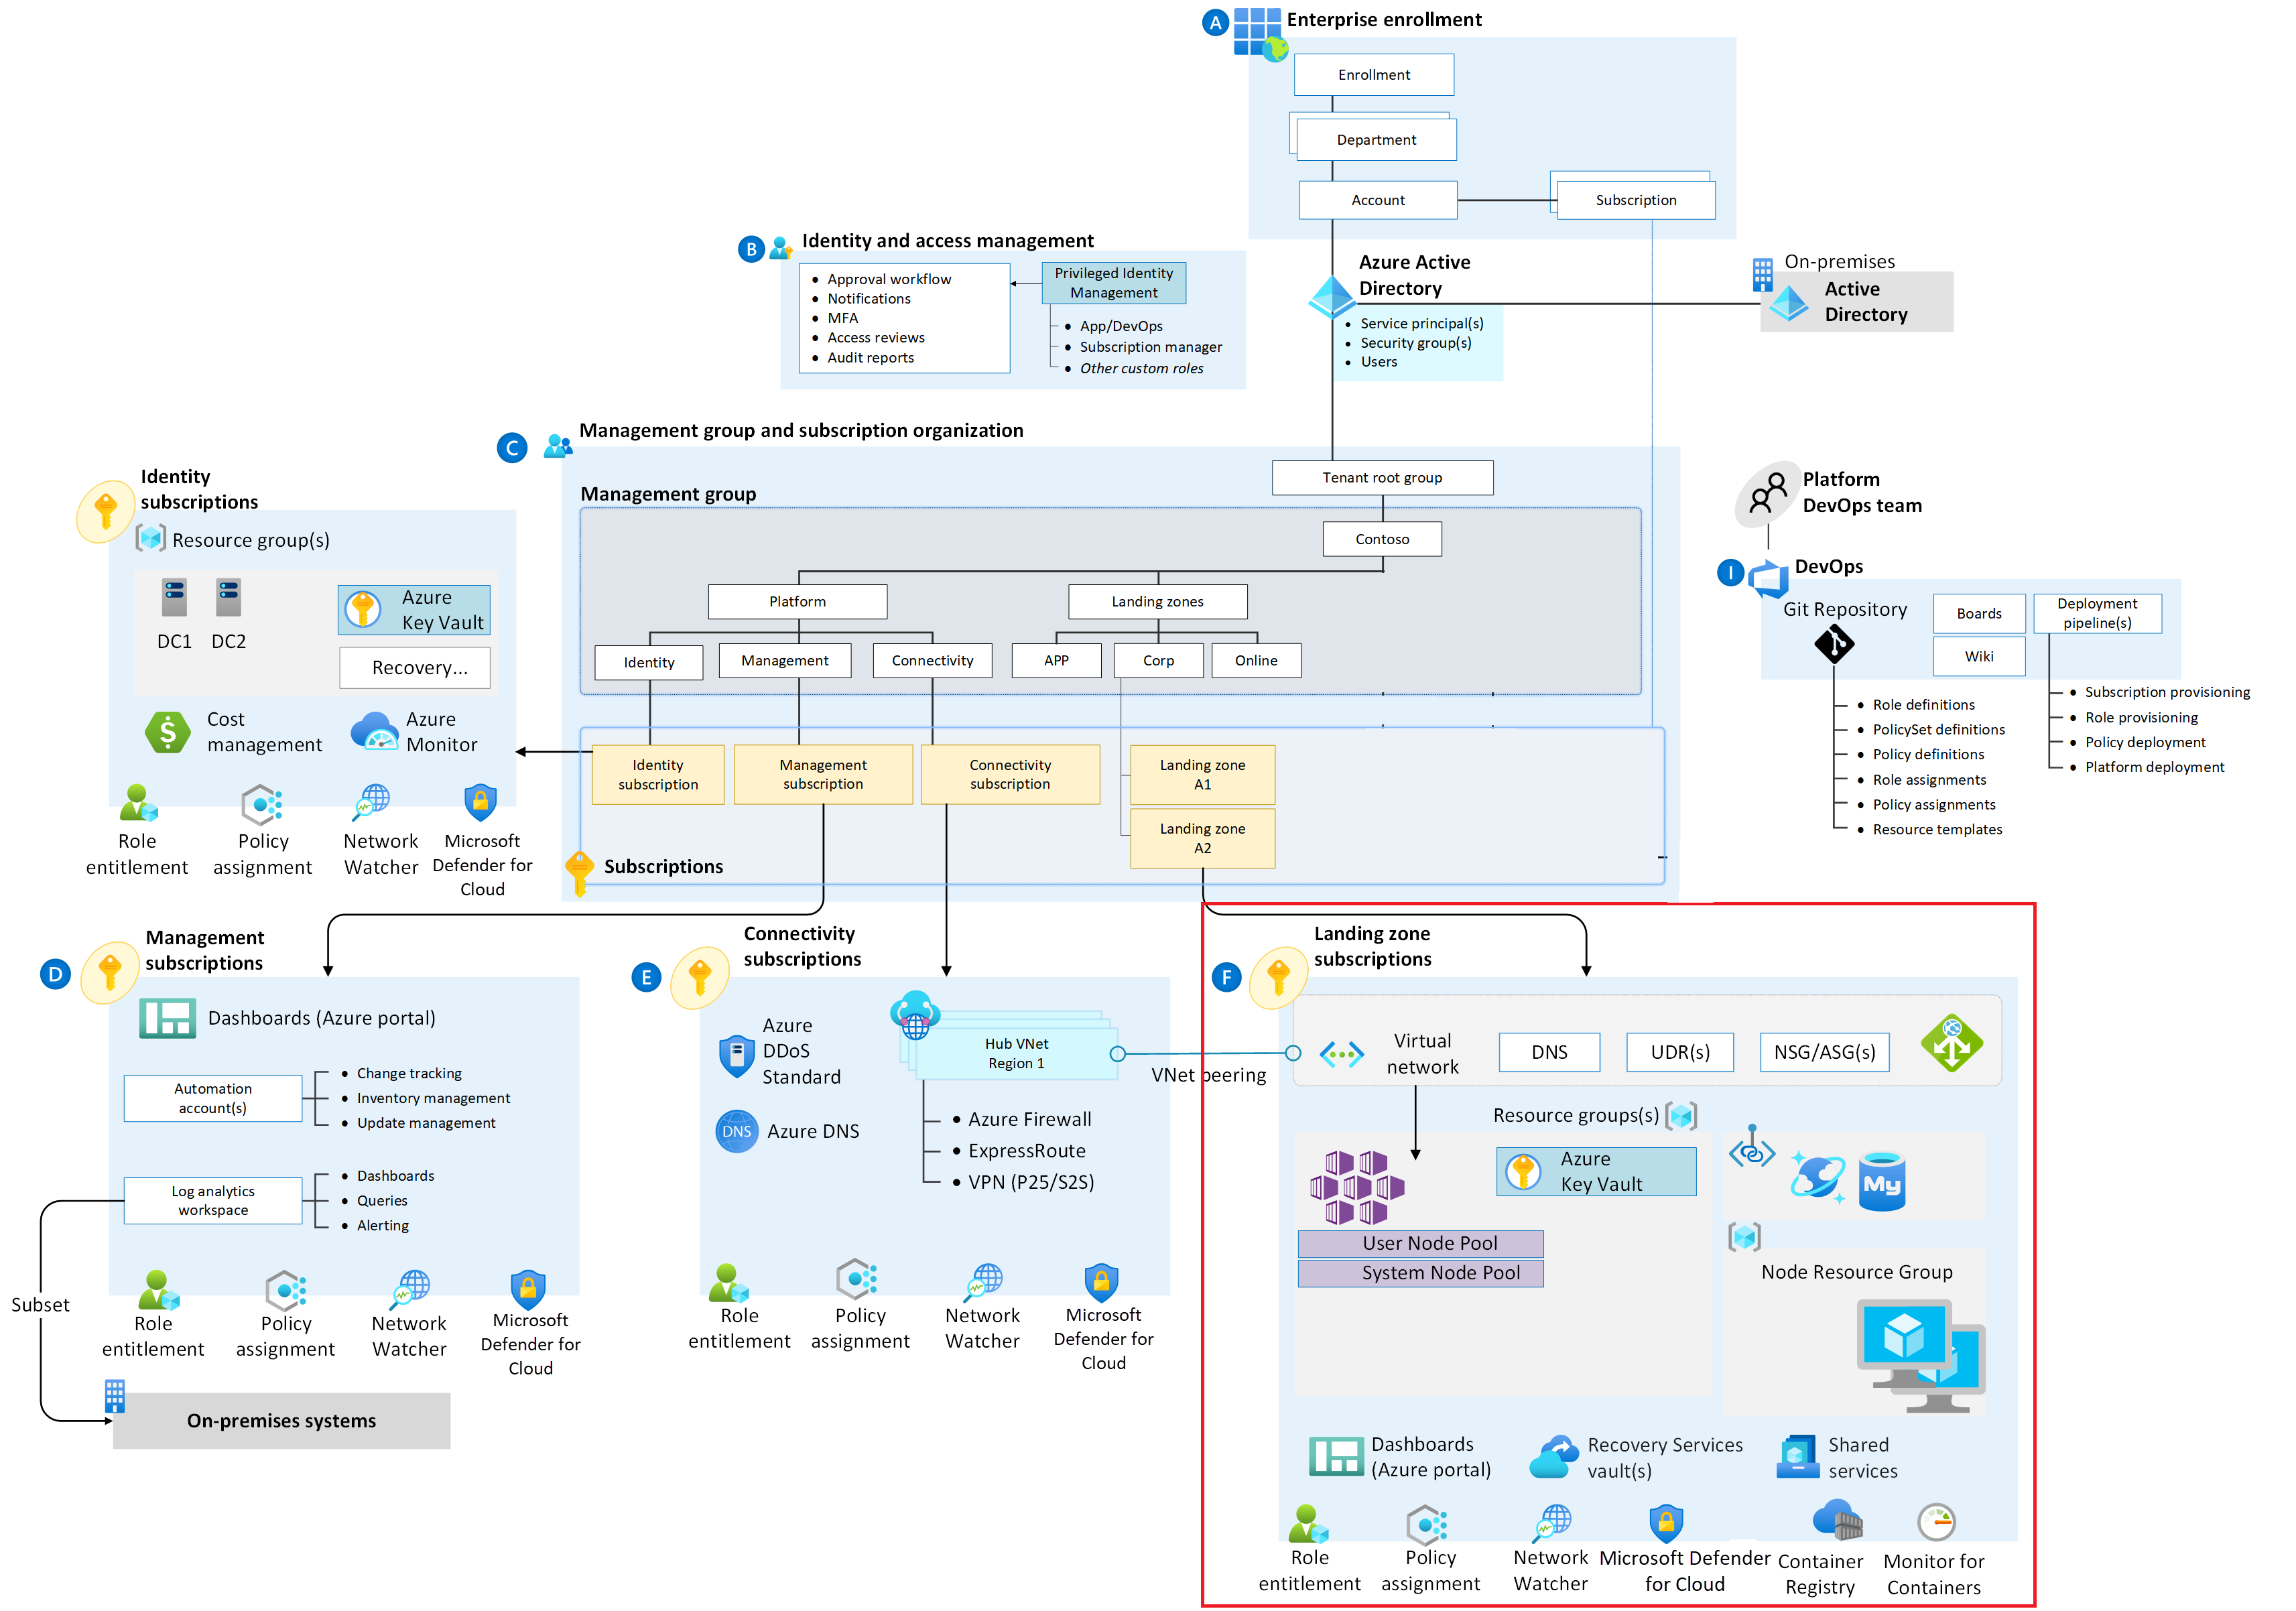 A
Enterprise enrollment
Enrollment
Department
Account
Subscription
B
Identity and access management
Approval workflow
Notifications
MFA
Access reviews
Audit reports
Privileged Identity
Management
App/DevOps
Subscription manager
Other custom roles
Azure Active
Directory
Service principal(s)
Security group(s)
Users
On-premises
Active
Directory
C
Management group and subscription organization
Tenant root group
Management group
Contoso
Platform
Landing zones
Identity
Management
Connectivity
APP
Corp
Online
Identity
subscription
Management
subscription
Connectivity
subscription
Landing zone
A1
Landing zone
A2
Subscriptions
Identity
subscriptions
Resource group(s)
DC1
DC2
Azure
Key Vault
Recovery...
Cost
management
Azure
Monitor
Role
entitlement
Policy
assignment
Network
Watcher
Microsoft
Defender for
Cloud
Platform
DevOps team
I
DevOps
Git Repository
Boards
Wiki
Deployment
pipeline(s)
Role definitions
PolicySet definitions
Policy definitions
Role assignments
Policy assignments
Resource templates
Subscription provisioning
Role provisioning
Policy deployment
Platform deployment
D
Management
subscriptions
Dashboards (Azure portal)
Automation
account(s)
Change tracking
Inventory management
Update management
Log analytics
workspace
Dashboards
Queries
Alerting
Subset
Role
entitlement
Policy
assignment
Network
Watcher
Microsoft
Defender for
Cloud
On-premises systems
E
Connectivity
subscriptions
Azure
DDoS
Standard
Hub VNet
Region 1
DNS
Azure DNS
Azure Firewall
ExpressRoute
VPN (P25/S2S)
VNet peering
Role
entitlement
Policy
assignment
Network
Watcher
Microsoft
Defender for
Cloud
F
Landing zone
subscriptions
Virtual
network
DNS
UDR(s)
NSG/ASG(s)
Resource groups(s)
Azure
Key Vault
My
User Node Pool
System Node Pool
Node Resource Group
Dashboards
(Azure portal)
Recovery Services
vault(s)
Shared
services
Role
entitlement
Policy
assignment
Network
Watcher
Microsoft Defender
for Cloud
Container
Registry
Monitor for
Containers